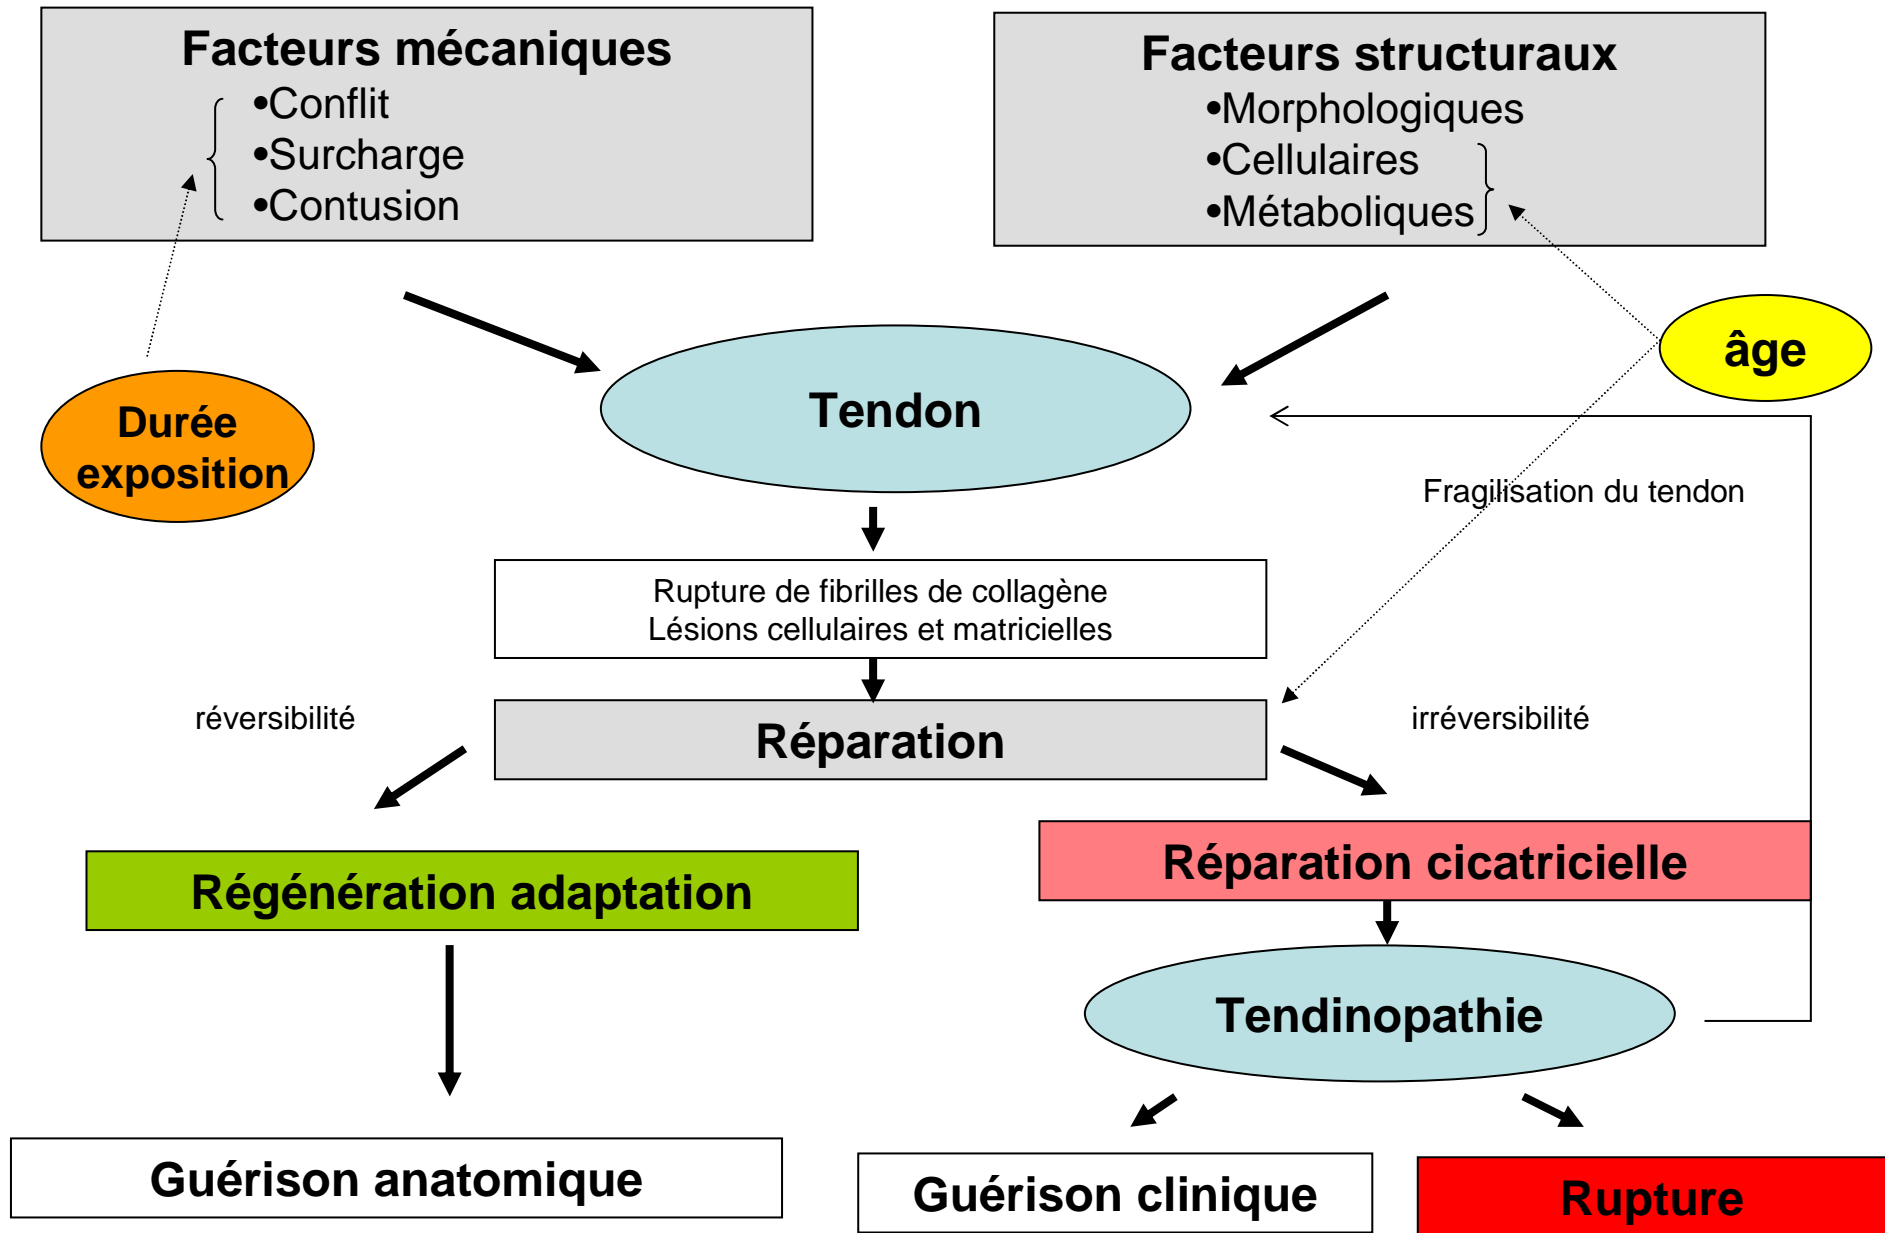 Facteurs mécaniques
•Conflit
•Surcharge
•Contusion
Facteurs structuraux
•Morphologiques
•Cellulaires
•Métaboliques
âge
Durée
exposition
Tendon
Fragilisation du tendon
Rupture de fibrilles de collagène
Lésions cellulaires et matricielles
réversibilité
Réparation
irréversibilité
Régénération adaptation
Réparation cicatricielle
Tendinopathie
Guérison anatomique
Guérison clinique
Rupture